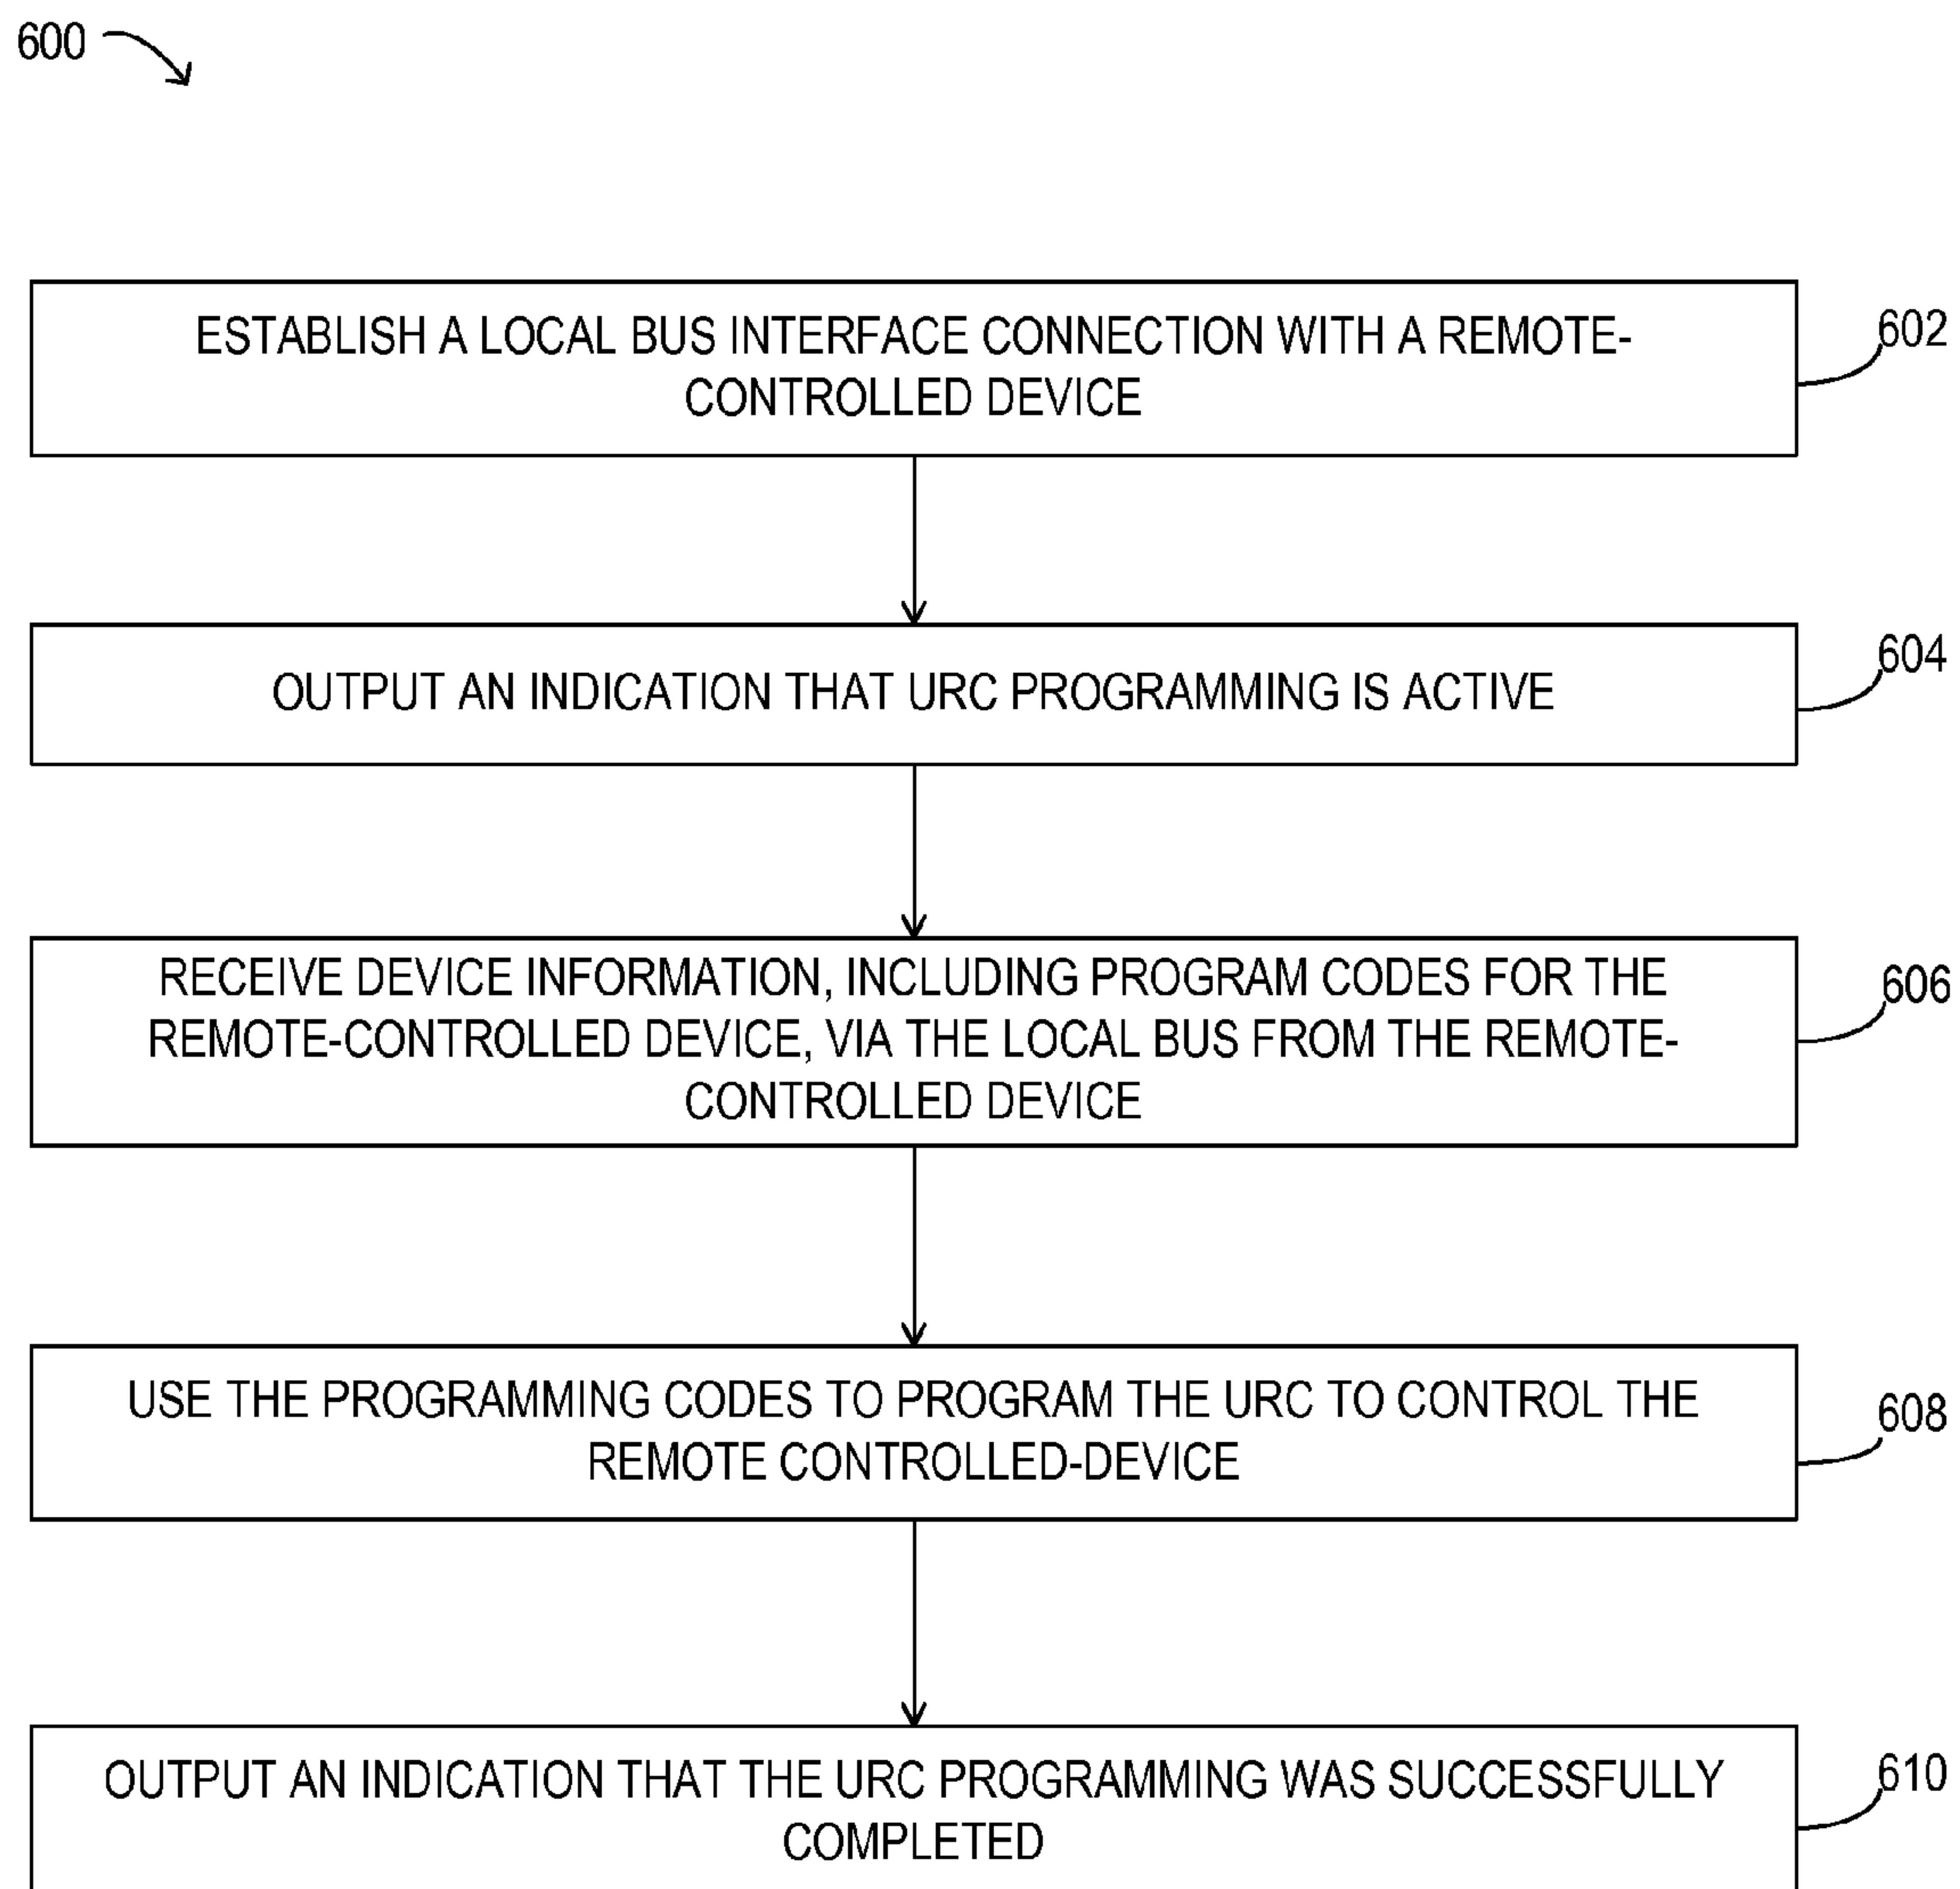 600
ESTABLISH A LOCAL BUS INTERFACE CONNECTION WITH A REMOTE-
CONTROLLED DEVICE
602
OUTPUT AN INDICATION THAT URC PROGRAMMING IS ACTIVE
604
RECEIVE DEVICE INFORMATION, INCLUDING PROGRAM CODES FOR THE
REMOTE-CONTROLLED DEVICE, VIA THE LOCAL BUS FROM THE REMOTE-
CONTROLLED DEVICE
606
USE THE PROGRAMMING CODES TO PROGRAM THE URC TO CONTROL THE
REMOTE CONTROLLED-DEVICE
608
OUTPUT AN INDICATION THAT THE URC PROGRAMMING WAS SUCCESSFULLY
COMPLETED
610